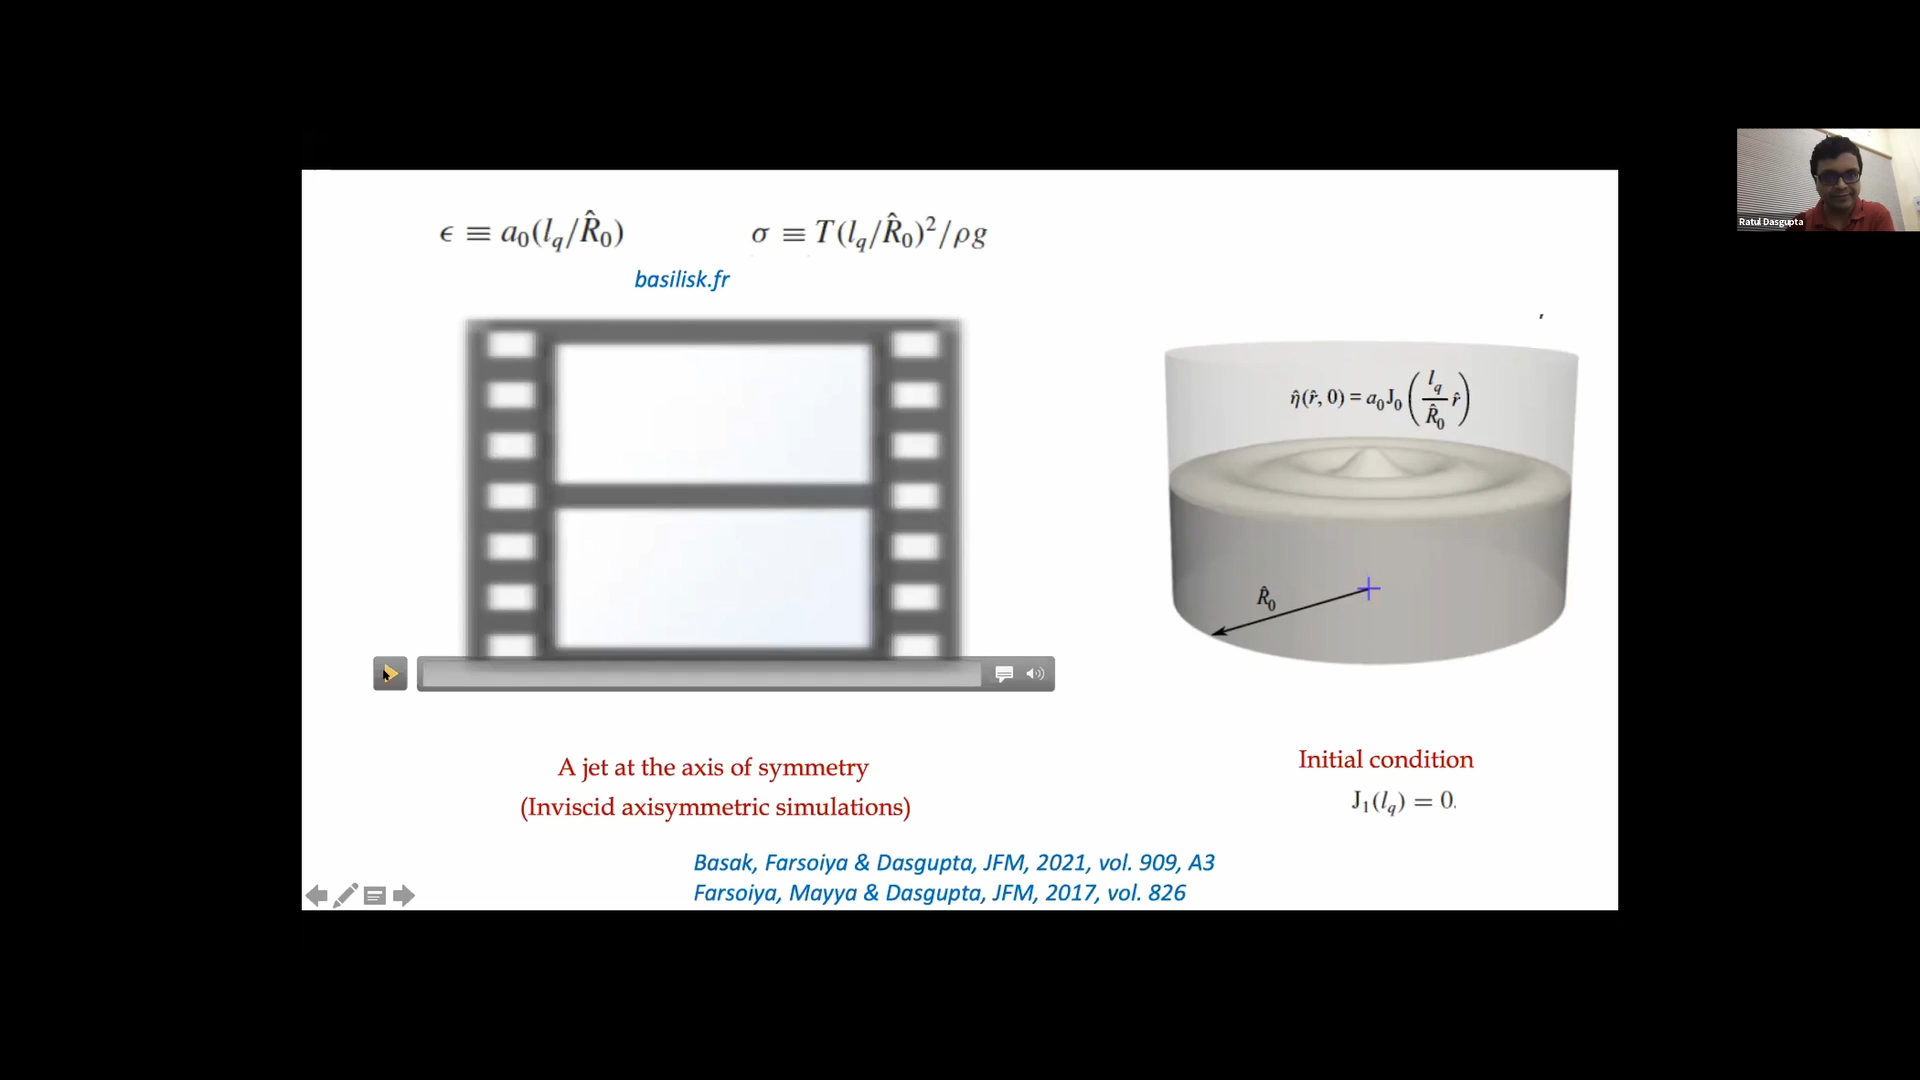 ϵ ≡ a₀(l_q/R̂₀)
σ ≡ T(l_q/R̂₀)²/ρg
basilisk.fr
η̂(r̂, 0) = a₀J₀(l_q/R̂₀ r̂)
R̂₀
A jet at the axis of symmetry
(Inviscid axisymmetric simulations)
Initial condition
J₁(l_q) = 0.
Basak, Farsoiya & Dasgupta, JFM, 2021, vol. 909, A3
Farsoiya, Mayya & Dasgupta, JFM, 2017, vol. 826
Ratul Dasgupta